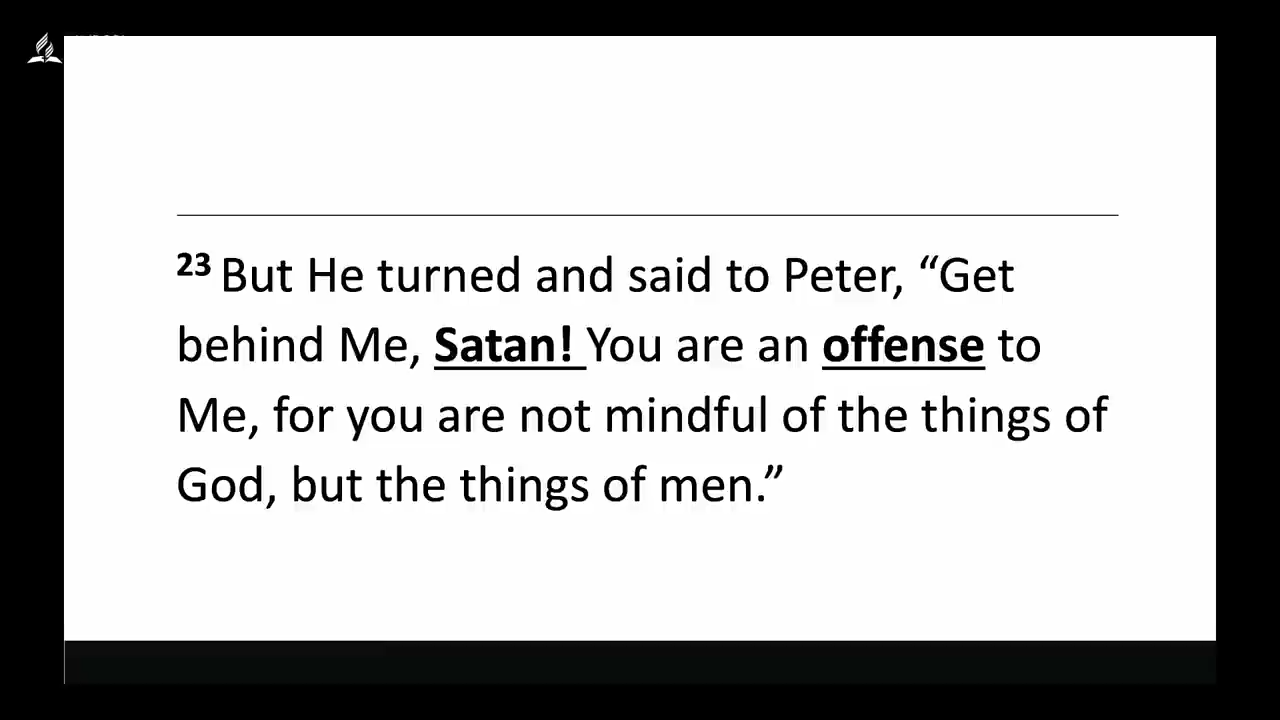 23 But He turned and said to Peter, “Get
behind Me, Satan! You are an offense to
Me, for you are not mindful of the things of
God, but the things of men.”